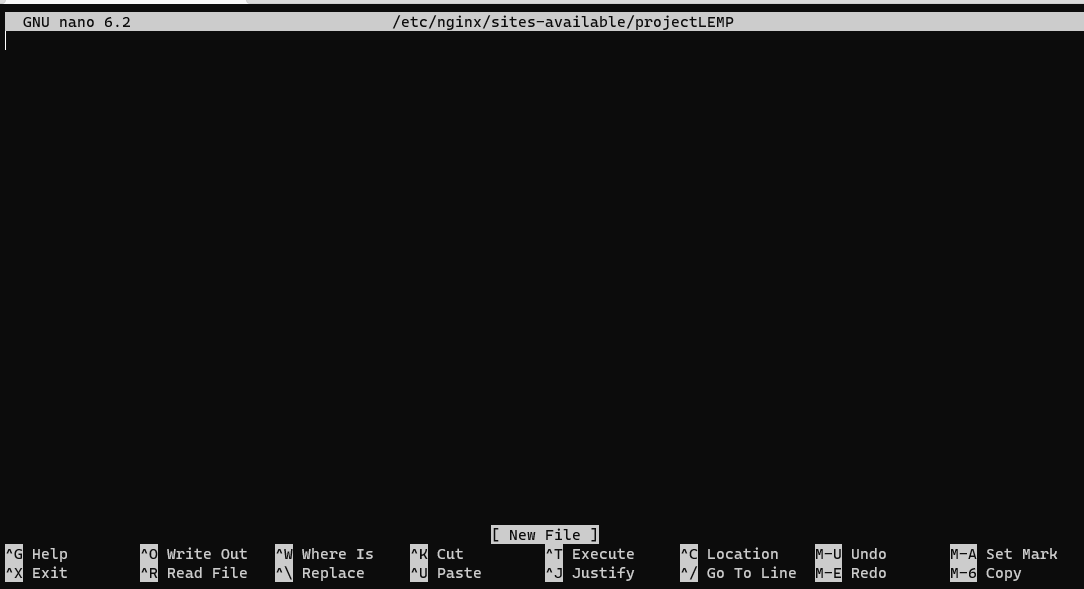 GNU nano 6.2 /etc/nginx/sites-available/projectLEMP
[ New File ]
^G Help ^O Write Out ^W Where Is ^K Cut ^T Execute ^C Location M-U Undo M-A Set Mark
^X Exit ^R Read File ^\ Replace ^U Paste ^J Justify ^/ Go To Line M-E Redo M-6 Copy